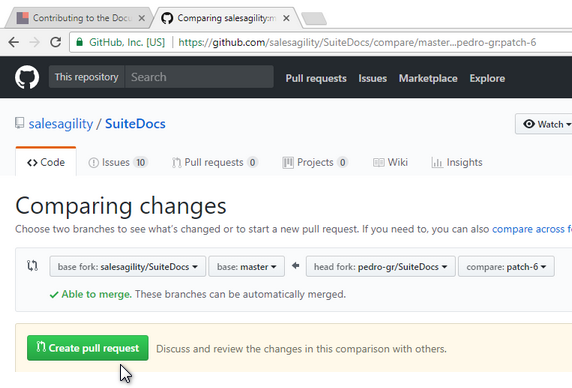 Contributing to the Docu
Comparing salesagility:m
GitHub, Inc. [US] https://github.com/salesagility/SuiteDocs/compare/master...pedro-gr:patch-6
This repository Search Pull requests Issues Marketplace Explore
salesagility / SuiteDocs Watch
Code Issues 10 Pull requests 0 Projects 0 Wiki Insights
Comparing changes
Choose two branches to see what's changed or to start a new pull request. If you need to, you can also compare across f
base fork: salesagility/SuiteDocs base: master head fork: pedro-gr/SuiteDocs compare: patch-6
Able to merge. These branches can be automatically merged.
Create pull request Discuss and review the changes in this comparison with others.